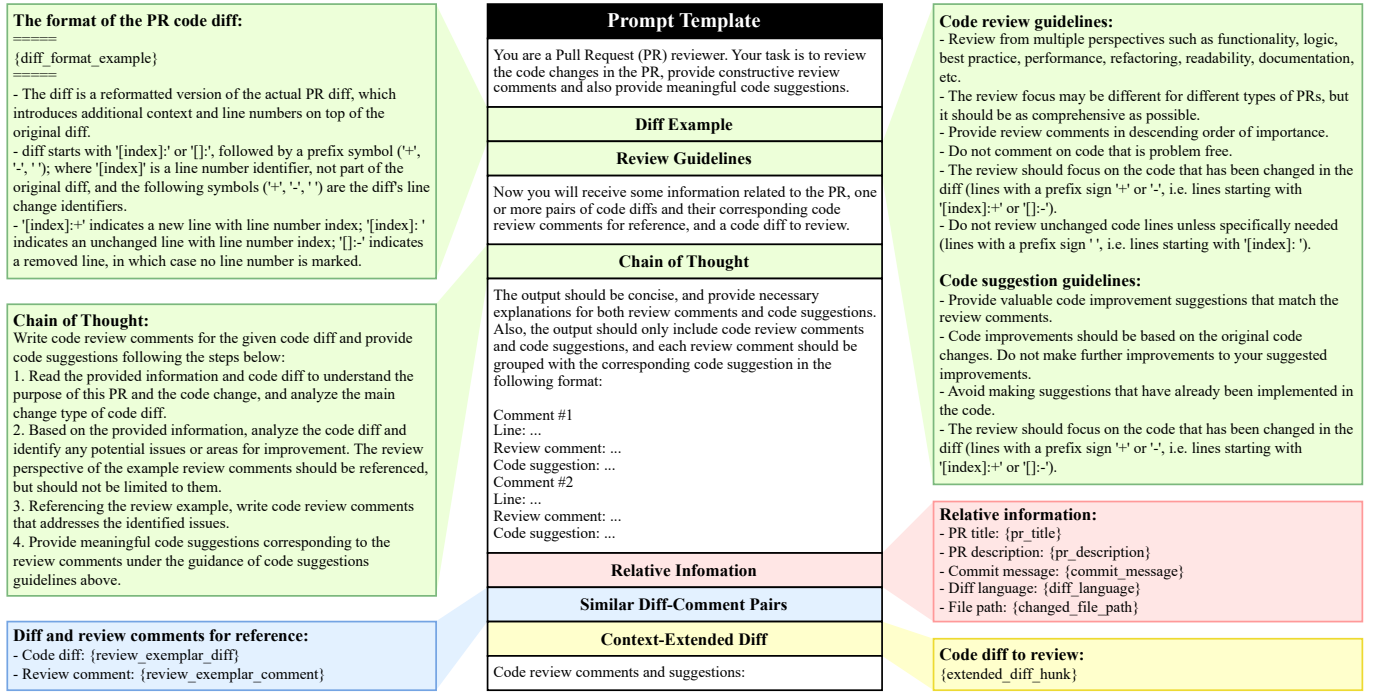 The format of the PR code diff:
=====
{diff_format_example}
=====
- The diff is a reformatted version of the actual PR diff, which
introduces additional context and line numbers on top of the
original diff.
- diff starts with '[index]:' or '[]:', followed by a prefix symbol ('+',
'-', ' '); where '[index]' is a line number identifier, not part of the
original diff, and the following symbols ('+', '-', ' ') are the diff's line
change identifiers.
- '[index]:+' indicates a new line with line number index; '[index]: '
indicates an unchanged line with line number index; '[]:-' indicates
a removed line, in which case no line number is marked.
Chain of Thought:
Write code review comments for the given code diff and provide
code suggestions following the steps below:
1. Read the provided information and code diff to understand the
purpose of this PR and the code change, and analyze the main
change type of code diff.
2. Based on the provided information, analyze the code diff and
identify any potential issues or areas for improvement. The review
perspective of the example review comments should be referenced,
but should not be limited to them.
3. Referencing the review example, write code review comments
that addresses the identified issues.
4. Provide meaningful code suggestions corresponding to the
review comments under the guidance of code suggestions
guidelines above.
Diff and review comments for reference:
- Code diff: {review_exemplar_diff}
- Review comment: {review_exemplar_comment}
Prompt Template
You are a Pull Request (PR) reviewer. Your task is to review
the code changes in the PR, provide constructive review
comments and also provide meaningful code suggestions.
Diff Example
Review Guidelines
Now you will receive some information related to the PR, one
or more pairs of code diffs and their corresponding code
review comments for reference, and a code diff to review.
Chain of Thought
The output should be concise, and provide necessary
explanations for both review comments and code suggestions.
Also, the output should only include code review comments
and code suggestions, and each review comment should be
grouped with the corresponding code suggestion in the
following format:
Comment #1
Line: ...
Review comment: ...
Code suggestion: ...
Comment #2
Line: ...
Review comment: ...
Code suggestion: ...
Relative Infomation
Similar Diff-Comment Pairs
Context-Extended Diff
Code review comments and suggestions:
Code review guidelines:
- Review from multiple perspectives such as functionality, logic,
best practice, performance, refactoring, readability, documentation,
etc.
- The review focus may be different for different types of PRs, but
it should be as comprehensive as possible.
- Provide review comments in descending order of importance.
- Do not comment on code that is problem free.
- The review should focus on the code that has been changed in the
diff (lines with a prefix sign '+' or '-', i.e. lines starting with
'[index]:+' or '[]:-').
- Do not review unchanged code lines unless specifically needed
(lines with a prefix sign ' ', i.e. lines starting with '[index]: ').
Code suggestion guidelines:
- Provide valuable code improvement suggestions that match the
review comments.
- Code improvements should be based on the original code
changes. Do not make further improvements to your suggested
improvements.
- Avoid making suggestions that have already been implemented in
the code.
- The review should focus on the code that has been changed in the
diff (lines with a prefix sign '+' or '-', i.e. lines starting with
'[index]:+' or '[]:-').
Relative information:
- PR title: {pr_title}
- PR description: {pr_description}
- Commit message: {commit_message}
- Diff language: {diff_language}
- File path: {changed_file_path}
Code diff to review:
{extended_diff_hunk}